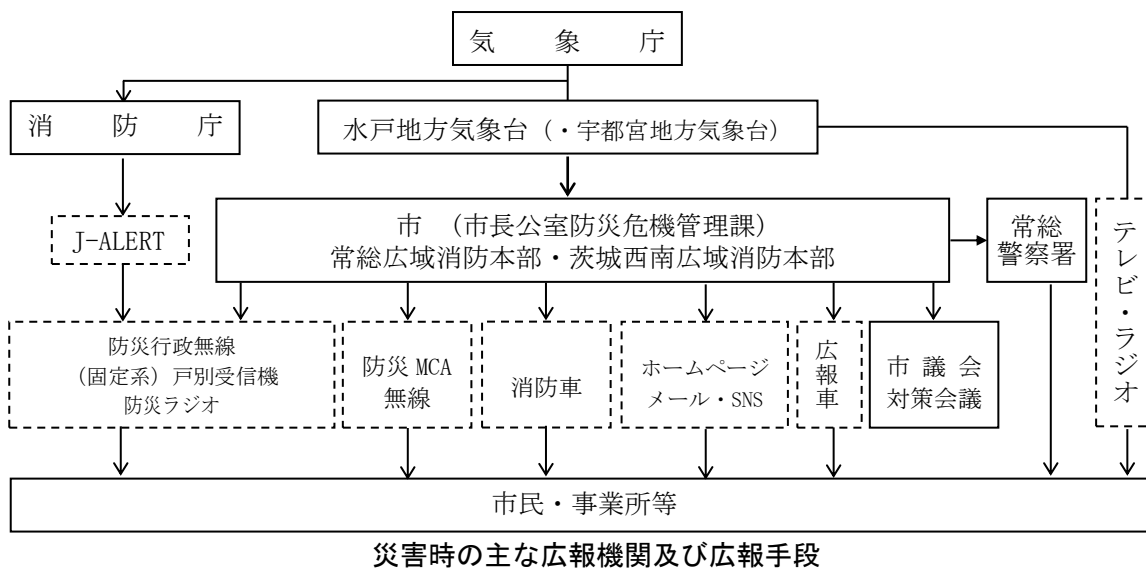 気 象 庁
消 防 庁
水戸地方気象台（・宇都宮地方気象台）
J-ALERT
市 （市長公室防災危機管理課）
常総広域消防本部・茨城西南広域消防本部
常総
警察署
テレビ・ラジオ
防災行政無線
（固定系）戸別受信機
防災ラジオ
防災 MCA
無線
消防車
ホームページ
メール・SNS
広報車
市 議 会
対策会議
市民・事業所等
災害時の主な広報機関及び広報手段